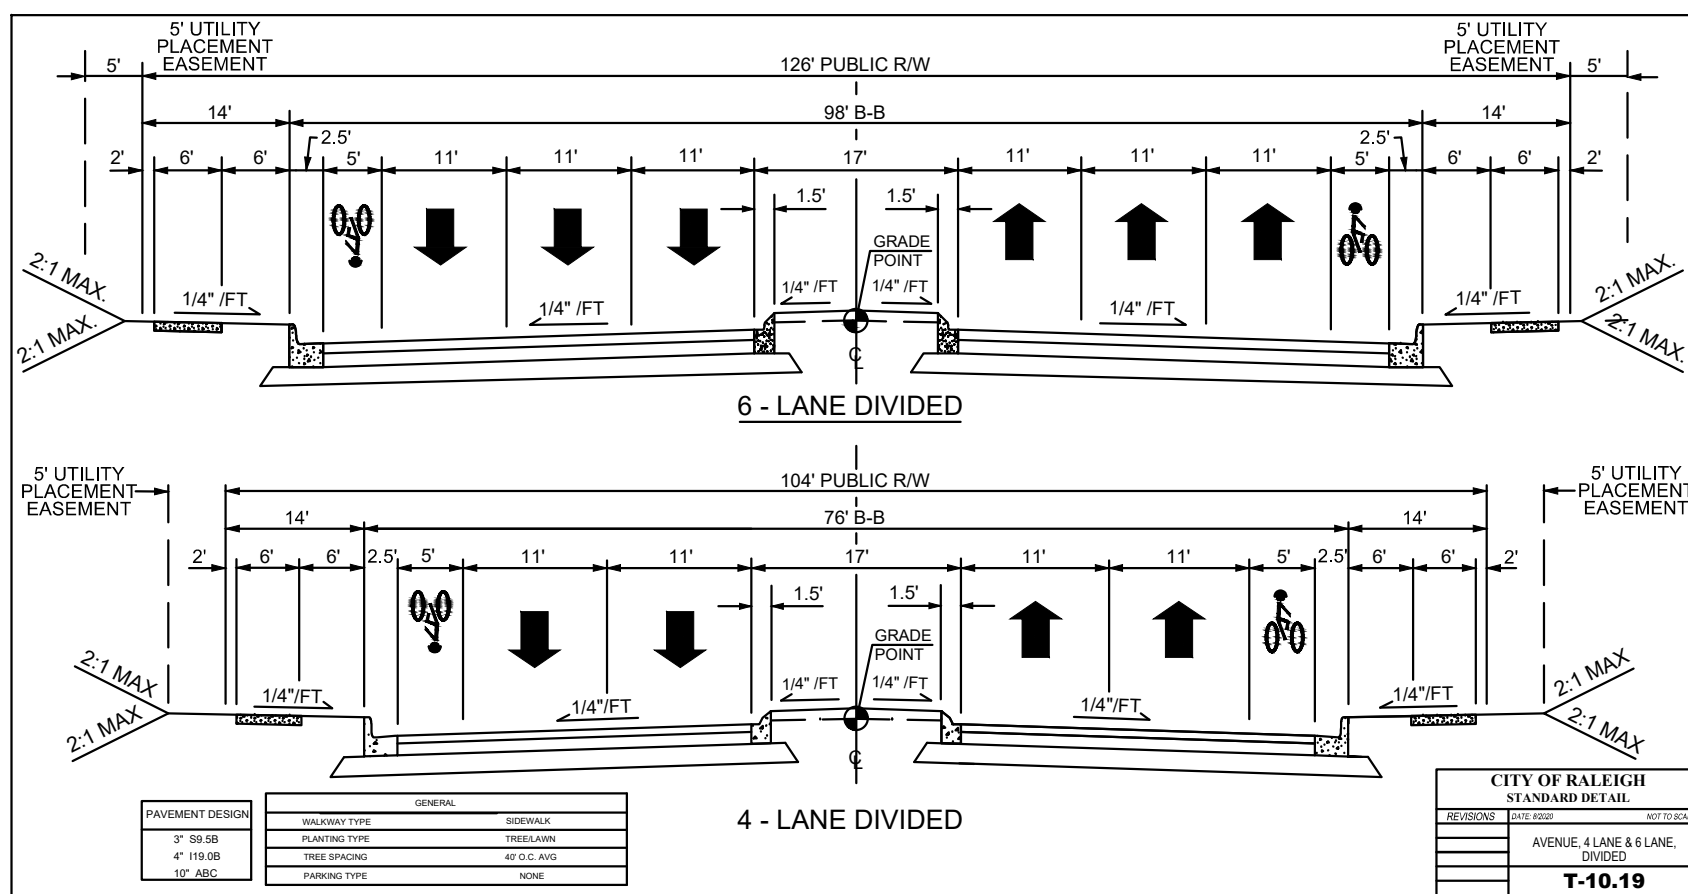 5' UTILITY
PLACEMENT
EASEMENT
5' UTILITY
PLACEMENT
EASEMENT
5' 126' PUBLIC R/W 5'
14' 98' B-B 14'
2.5' 2.5'
2' 6' 6' 5' 11' 11' 11' 17' 11' 11' 11' 5' 6' 6' 2'
1.5' 1.5'
GRADE
POINT
2:1 MAX. 1/4" /FT 1/4" /FT 1/4" /FT 1/4" /FT 1/4" /FT 1/4" /FT 2:1 MAX.
2:1 MAX. 2:1 MAX.
CL
6 - LANE DIVIDED
5' UTILITY
PLACEMENT
EASEMENT
104' PUBLIC R/W
5' UTILITY
PLACEMENT
EASEMENT
14' 76' B-B 14'
2' 6' 6' 2.5' 5' 11' 11' 17' 11' 11' 5' 2.5' 6' 6' 2'
1.5' 1.5'
GRADE
POINT
2:1 MAX 1/4"/FT 1/4"/FT 1/4" /FT 1/4" /FT 1/4"/FT 1/4"/FT 2:1 MAX
2:1 MAX 2:1 MAX
CL
4 - LANE DIVIDED
PAVEMENT DESIGN
3" S9.5B
4" I19.0B
10" ABC
GENERAL
WALKWAY TYPE SIDEWALK
PLANTING TYPE TREE/LAWN
TREE SPACING 40' O.C. AVG
PARKING TYPE NONE
CITY OF RALEIGH
STANDARD DETAIL
REVISIONS DATE: 8/2020 NOT TO SCA
AVENUE, 4 LANE & 6 LANE,
DIVIDED
T-10.19